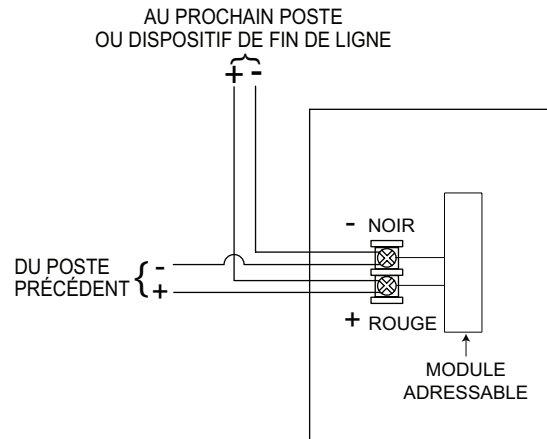 AU PROCHAIN POSTE
OU DISPOSITIF DE FIN DE LIGNE
+ -
- NOIR
DU POSTE -
PRÉCÉDENT +
+ ROUGE
MODULE
ADRESSABLE